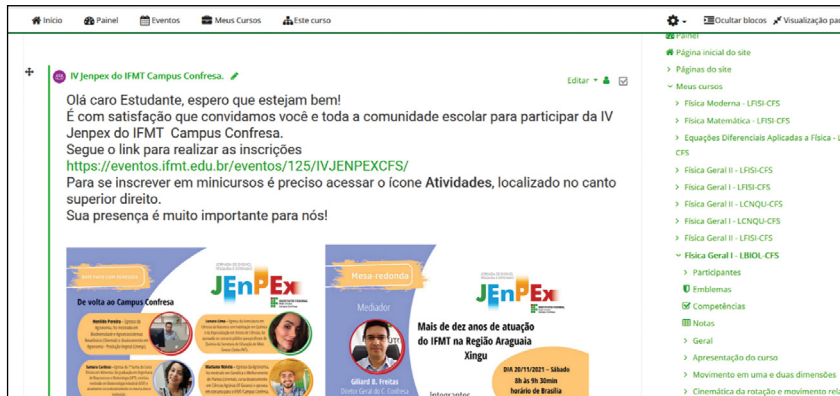 Início Painel Eventos Meus Cursos Este curso Ocultar blocos Visualização pad
IV Jenpex do IFMT Campus Confresa.
Editar
Olá caro Estudante, espero que estejam bem!
É com satisfação que convidamos você e toda a comunidade escolar para participar da IV
Jenpex do IFMT Campus Confresa.
Segue o link para realizar as inscrições
https://eventos.ifmt.edu.br/eventos/125/IVJENPEXCFS/
Para se inscrever em minicursos é preciso acessar o ícone Atividades, localizado no canto
superior direito.
Sua presença é muito importante para nós!
JEnPEx
De volta ao Campus Confresa
Mesa-redonda
Mediador
Giliard B. Freitas
Diretor Geral do C. Confresa
JEnPEx
Mais de dez anos de atuação
do IFMT na Região Araguaia
Xingu
DIA 20/11/2021 – Sábado
8h às 9h 30min
horário de Brasília
Integrantes
Painel
Página inicial do site
Páginas do site
Meus cursos
Física Moderna - LFISI-CFS
Física Matemática - LFISI-CFS
Equações Diferenciais Aplicadas a Física - L
CFS
Física Geral II - LFISI-CFS
Física Geral I - LFISI-CFS
Física Geral II - LCNQU-CFS
Física Geral I - LCNQU-CFS
Física Geral II - LFISI-CFS
Física Geral I - LBIOL-CFS
Participantes
Emblemas
Competências
Notas
Geral
Apresentação do curso
Movimento em uma e duas dimensões
Cinemática da rotação e movimento rela